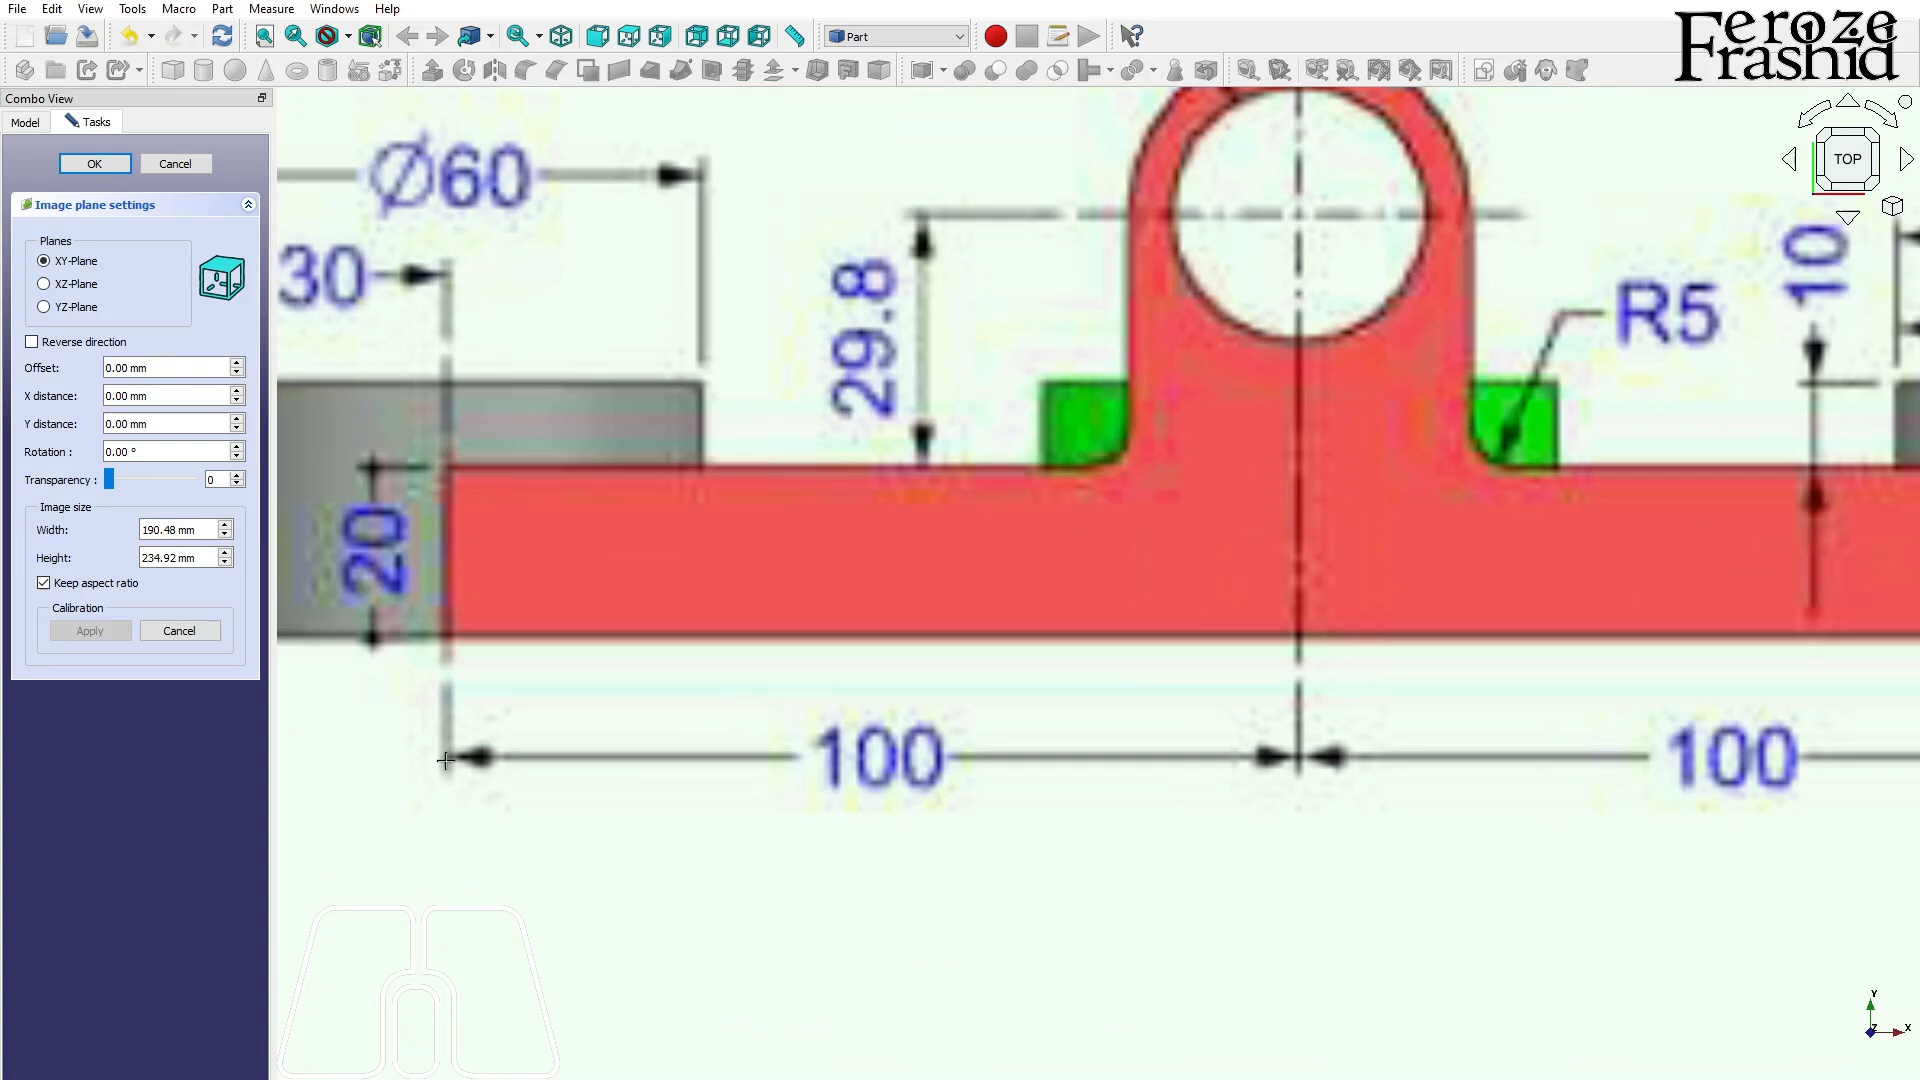 File Edit View Tools Macro Part Measure Windows Help
Part
Feroze
Frashid
Combo View
Model Tasks
OK Cancel
Image plane settings
Planes
XY-Plane
XZ-Plane
YZ-Plane
Reverse direction
Offset: 0.00 mm
X distance: 0.00 mm
Y distance: 0.00 mm
Rotation : 0.00 °
Transparency : 0
Image size
Width: 190.48 mm
Height: 234.92 mm
Keep aspect ratio
Calibration
Apply Cancel
TOP
Ø60
30
29.8
R5
10
20
100
100
Y
Z
X